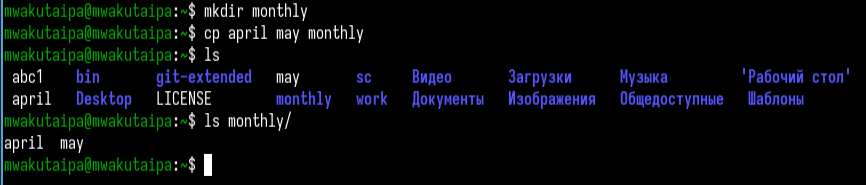 mwakutaipa@mwakutaipa:~$ mkdir monthly
mwakutaipa@mwakutaipa:~$ cp april may monthly
mwakutaipa@mwakutaipa:~$ ls
abc1 bin git-extended may sc Видео Загрузки Музыка 'Рабочий стол'
april Desktop LICENSE monthly work Документы Изображения Общедоступные Шаблоны
mwakutaipa@mwakutaipa:~$ ls monthly/
april may
mwakutaipa@mwakutaipa:~$